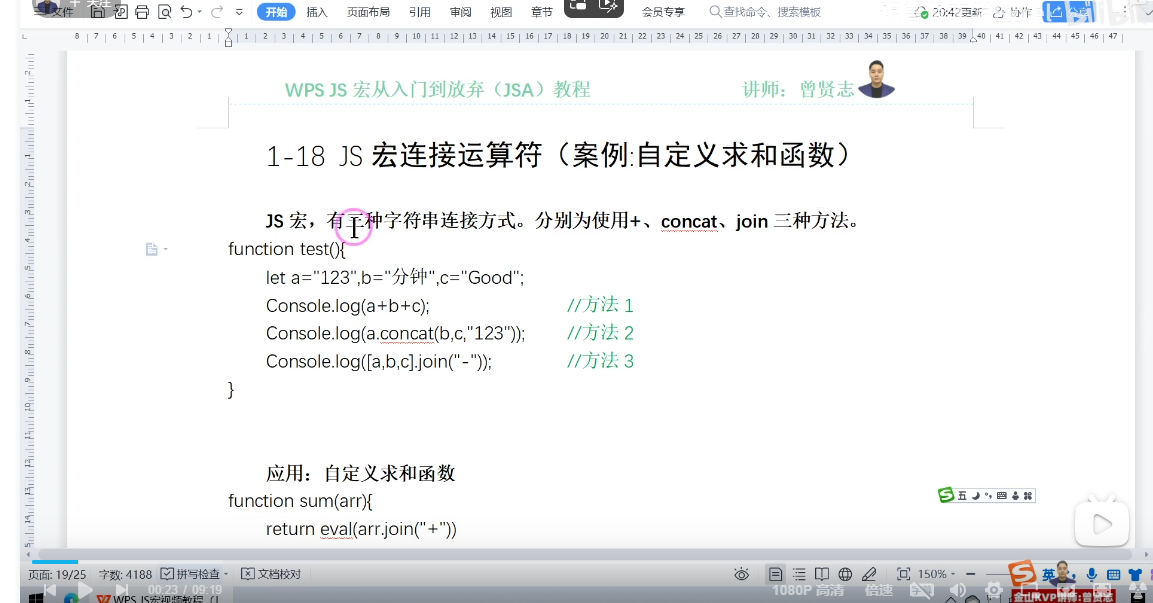 文件 开始 插入 页面布局 引用 审阅 视图 章节 会员专享 查找命令、搜索模板 20:42更新 协作
8 7 6 5 4 3 2 1 1 2 3 4 5 6 7 8 9 10 11 12 13 14 15 16 17 18 19 20 21 22 23 24 25 26 27 28 29 30 31 32 33 34 35 36 37 38 39 40 41 42 43 44 45 46 47
WPS JS 宏从入门到放弃（JSA）教程 讲师：曾贤志
1-18 JS 宏连接运算符（案例:自定义求和函数）
JS 宏，有三种字符串连接方式。分别为使用+、concat、join 三种方法。
function test(){
let a="123",b="分钟",c="Good";
Console.log(a+b+c); //方法 1
Console.log(a.concat(b,c,"123")); //方法 2
Console.log([a,b,c].join("-")); //方法 3
}
应用：自定义求和函数
function sum(arr){
return eval(arr.join("+"))
五
页面: 19/25 字数: 4188 拼写检查 文档校对 150% 英
00:23 / 09:19 1080P 高清 倍速
WPS JS宏视频教程 金山KVP讲师:曾贤志